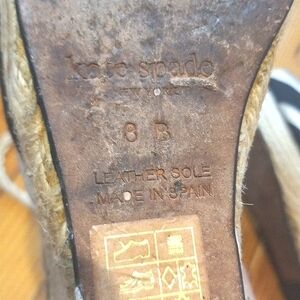 kate spade
NEW YORK
8 B
LEATHER SOLE
MADE IN SPAIN